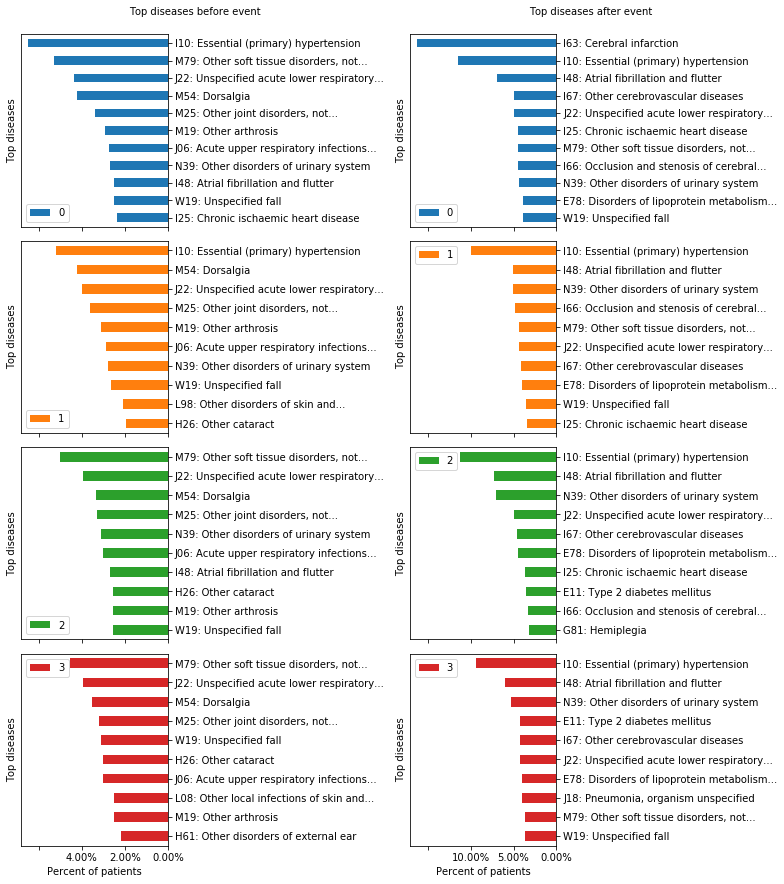 Top diseases before event
Top diseases
I10: Essential (primary) hypertension
M79: Other soft tissue disorders, not...
J22: Unspecified acute lower respiratory...
M54: Dorsalgia
M25: Other joint disorders, not...
M19: Other arthrosis
J06: Acute upper respiratory infections...
N39: Other disorders of urinary system
I48: Atrial fibrillation and flutter
W19: Unspecified fall
I25: Chronic ischaemic heart disease
0
Top diseases after event
Top diseases
I63: Cerebral infarction
I10: Essential (primary) hypertension
I48: Atrial fibrillation and flutter
I67: Other cerebrovascular diseases
J22: Unspecified acute lower respiratory...
I25: Chronic ischaemic heart disease
M79: Other soft tissue disorders, not...
I66: Occlusion and stenosis of cerebral...
N39: Other disorders of urinary system
E78: Disorders of lipoprotein metabolism...
W19: Unspecified fall
0
Top diseases
I10: Essential (primary) hypertension
M54: Dorsalgia
J22: Unspecified acute lower respiratory...
M25: Other joint disorders, not...
M19: Other arthrosis
J06: Acute upper respiratory infections...
N39: Other disorders of urinary system
W19: Unspecified fall
L98: Other disorders of skin and...
H26: Other cataract
1
Top diseases
1
I10: Essential (primary) hypertension
I48: Atrial fibrillation and flutter
N39: Other disorders of urinary system
I66: Occlusion and stenosis of cerebral...
M79: Other soft tissue disorders, not...
J22: Unspecified acute lower respiratory...
I67: Other cerebrovascular diseases
E78: Disorders of lipoprotein metabolism...
W19: Unspecified fall
I25: Chronic ischaemic heart disease
Top diseases
M79: Other soft tissue disorders, not...
J22: Unspecified acute lower respiratory...
M54: Dorsalgia
M25: Other joint disorders, not...
N39: Other disorders of urinary system
J06: Acute upper respiratory infections...
I48: Atrial fibrillation and flutter
H26: Other cataract
M19: Other arthrosis
W19: Unspecified fall
2
Top diseases
2
I10: Essential (primary) hypertension
I48: Atrial fibrillation and flutter
N39: Other disorders of urinary system
J22: Unspecified acute lower respiratory...
I67: Other cerebrovascular diseases
E78: Disorders of lipoprotein metabolism...
I25: Chronic ischaemic heart disease
E11: Type 2 diabetes mellitus
I66: Occlusion and stenosis of cerebral...
G81: Hemiplegia
Top diseases
3
M79: Other soft tissue disorders, not...
J22: Unspecified acute lower respiratory...
M54: Dorsalgia
M25: Other joint disorders, not...
W19: Unspecified fall
H26: Other cataract
J06: Acute upper respiratory infections...
L08: Other local infections of skin and...
M19: Other arthrosis
H61: Other disorders of external ear
4.00% 2.00% 0.00%
Percent of patients
Top diseases
3
I10: Essential (primary) hypertension
I48: Atrial fibrillation and flutter
N39: Other disorders of urinary system
E11: Type 2 diabetes mellitus
I67: Other cerebrovascular diseases
J22: Unspecified acute lower respiratory...
E78: Disorders of lipoprotein metabolism...
J18: Pneumonia, organism unspecified
M79: Other soft tissue disorders, not...
W19: Unspecified fall
10.00% 5.00% 0.00%
Percent of patients